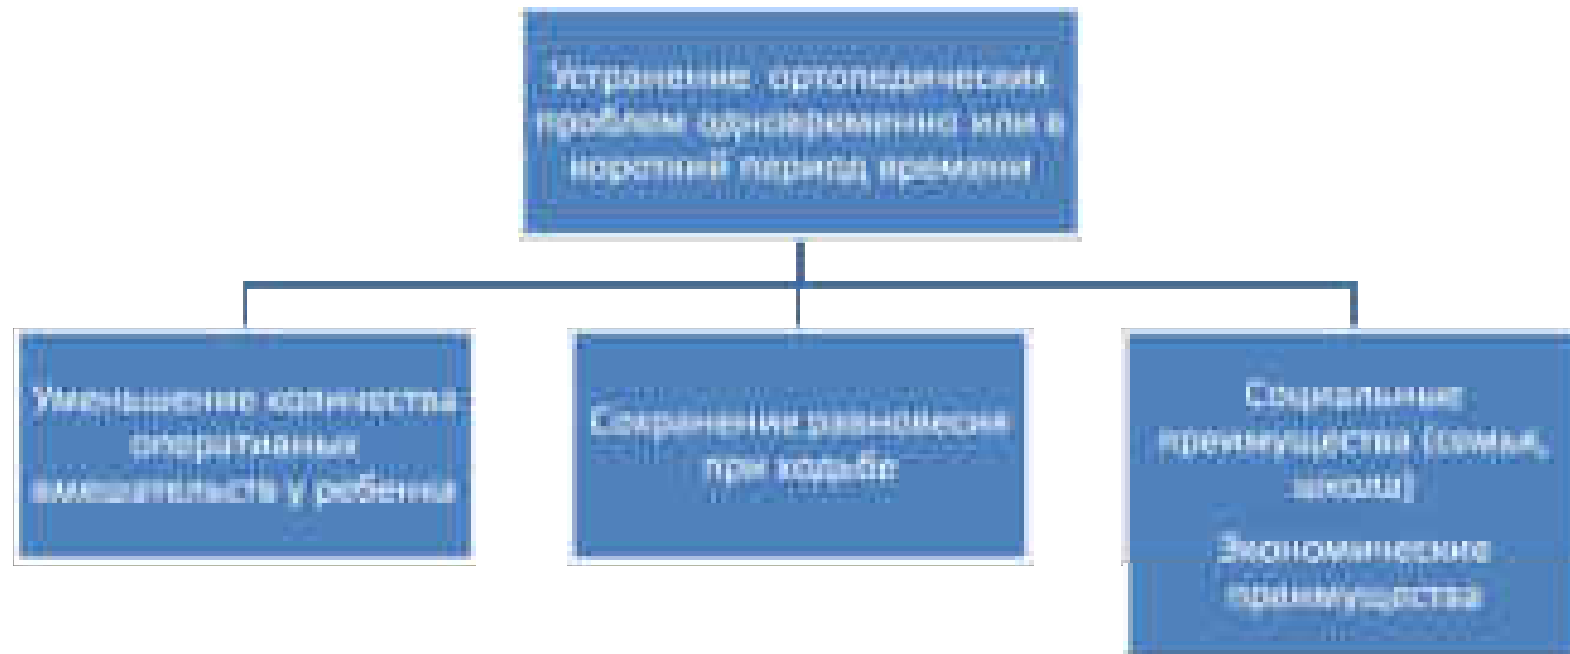 Устранение ортопедических
проблем одновременно или в
короткий период времени
Уменьшение количества
оперативных
вмешательств у ребенка
Сохранение равновесия
при ходьбе
Социальные
преимущества (семья,
школа)
Экономические
преимущества